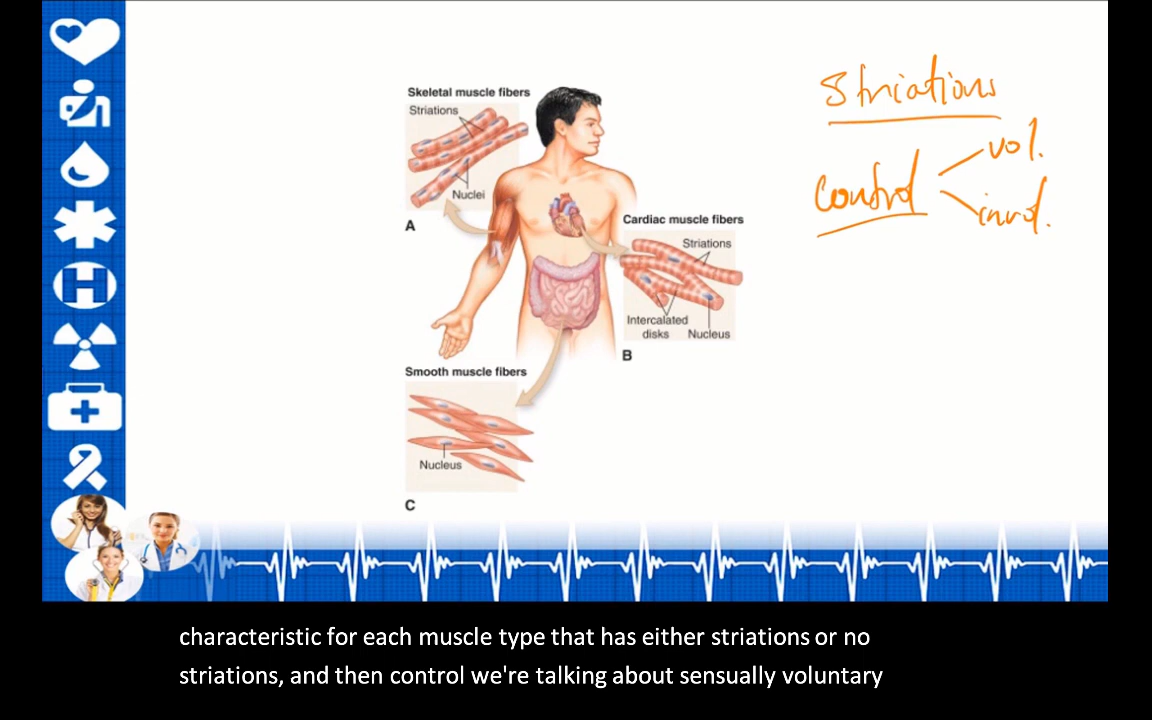 Skeletal muscle fibers
Striations
Nuclei
A
Cardiac muscle fibers
Striations
Intercalated
disks
Nucleus
B
Smooth muscle fibers
Nucleus
C
Striations
control
vol.
invol.
H
characteristic for each muscle type that has either striations or no
striations, and then control we're talking about sensually voluntary